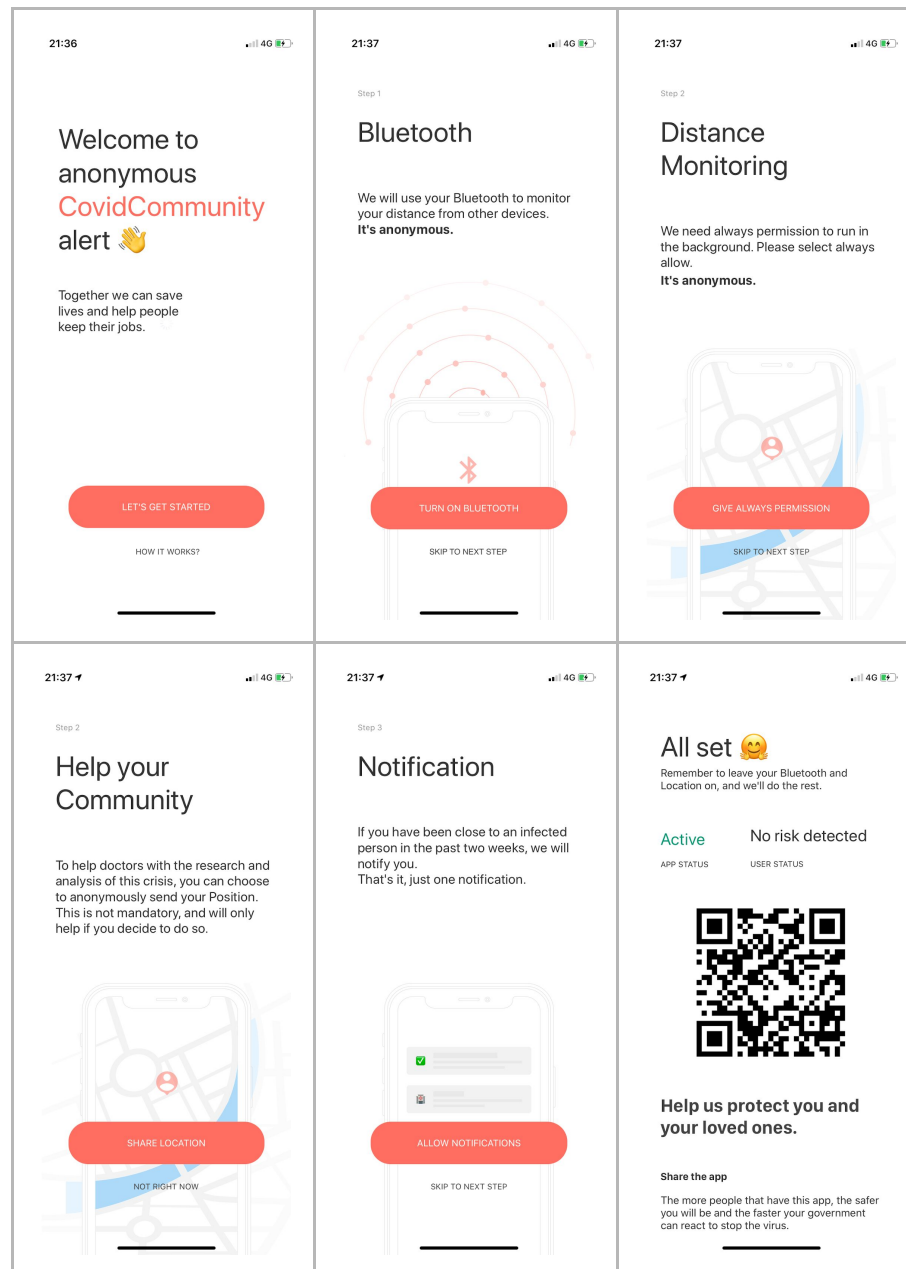 21:36
4G
Welcome to
anonymous
CovidCommunity
alert 👋
Together we can save
lives and help people
keep their jobs.
LET'S GET STARTED
HOW IT WORKS?
21:37
4G
Step 1
Bluetooth
We will use your Bluetooth to monitor
your distance from other devices.
It's anonymous.
TURN ON BLUETOOTH
SKIP TO NEXT STEP
21:37
4G
Step 2
Distance
Monitoring
We need always permission to run in
the background. Please select always
allow.
It's anonymous.
GIVE ALWAYS PERMISSION
SKIP TO NEXT STEP
21:37
4G
Step 2
Help your
Community
To help doctors with the research and
analysis of this crisis, you can choose
to anonymously send your Position.
This is not mandatory, and will only
help if you decide to do so.
SHARE LOCATION
NOT RIGHT NOW
21:37
4G
Step 3
Notification
If you have been close to an infected
person in the past two weeks, we will
notify you.
That's it, just one notification.
ALLOW NOTIFICATIONS
SKIP TO NEXT STEP
21:37
4G
All set 🤗
Remember to leave your Bluetooth and
Location on, and we'll do the rest.
Active
No risk detected
APP STATUS
USER STATUS
Help us protect you and
your loved ones.
Share the app
The more people that have this app, the safer
you will be and the faster your government
can react to stop the virus.